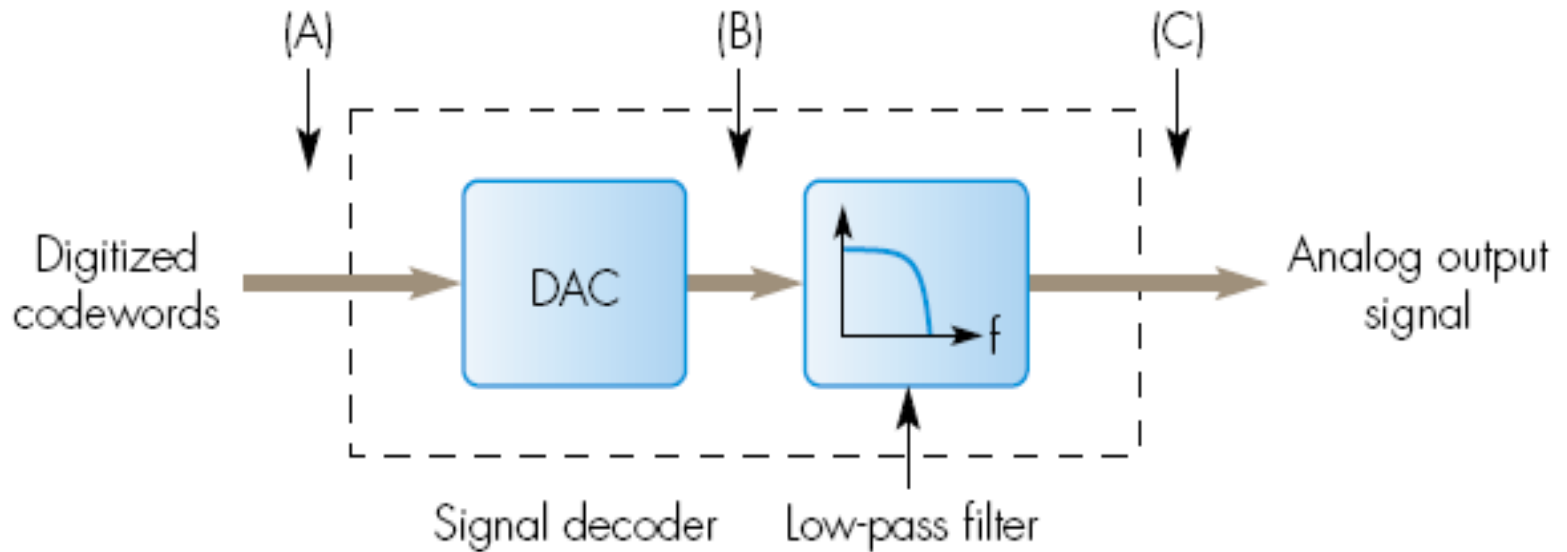 (A)
(B)
(C)
Digitized
codewords
DAC
f
Analog output
signal
Signal decoder
Low-pass filter